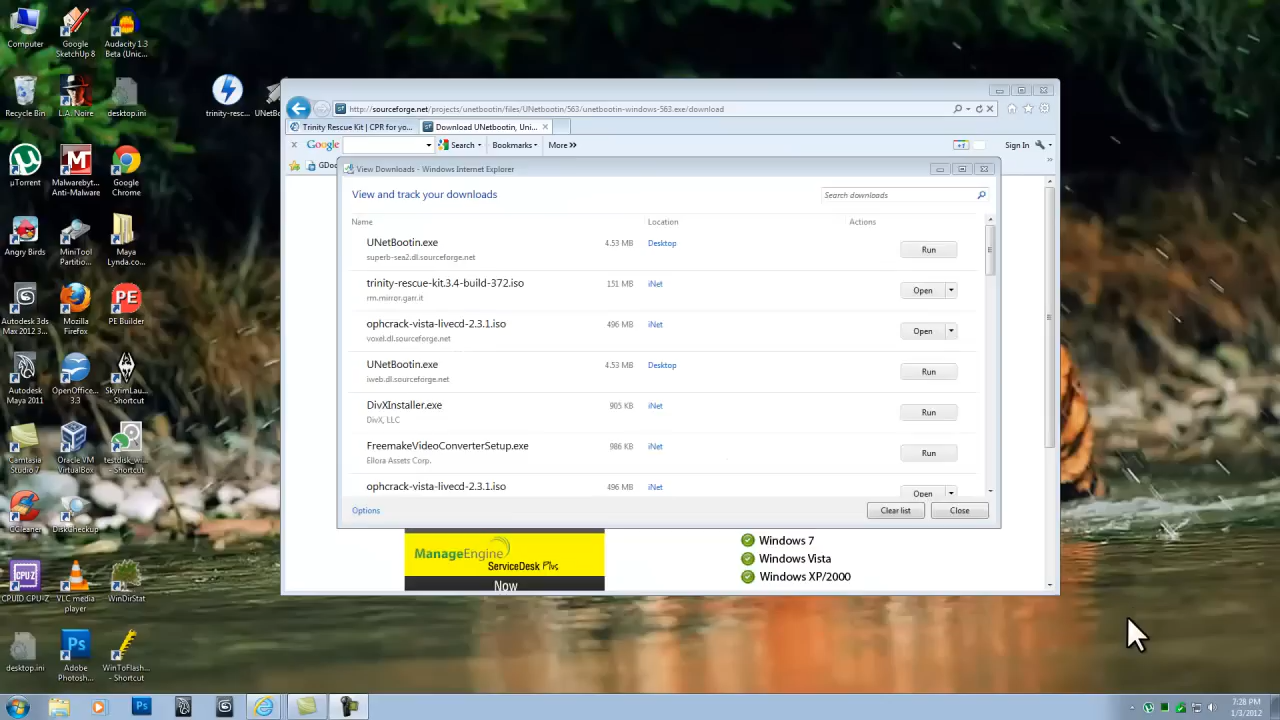 Computer
Google SketchUp 8
Audacity 1.3 Beta (Unic...
Recycle Bin
L.A. Noire
desktop.ini
trinity-resc...
UNetBo
µTorrent
Malwarebyt... Anti-Malware
Google Chrome
Angry Birds
MiniTool Partitio...
Maya Lynda.co...
Autodesk 3ds Max 2012 3...
Mozilla Firefox
PE Builder
Autodesk Maya 2011
OpenOffice... 3.3
SkyrimLau... - Shortcut
Camtasia Studio 7
Oracle VM VirtualBox
testdisk_wi... - Shortcut
CCleaner
DiskCheckup
CPUID CPU-Z
VLC media player
WinDirStat
desktop.ini
Adobe Photosh...
WinToFlash... - Shortcut
http://sourceforge.net/projects/unetbootin/files/UNetbootin/563/unetbootin-windows-563.exe/download
Trinity Rescue Kit | CPR for yo...
Download UNetbootin, Uni...
Google
Search
Bookmarks
More »
Sign In
GDoc
View Downloads - Windows Internet Explorer
View and track your downloads
Search downloads
Name Location Actions
UNetBootin.exe 4.53 MB Desktop Run
superb-sea2.dl.sourceforge.net
trinity-rescue-kit.3.4-build-372.iso 151 MB iNet Open
rm.mirror.garr.it
ophcrack-vista-livecd-2.3.1.iso 496 MB iNet Open
voxel.dl.sourceforge.net
UNetBootin.exe 4.53 MB Desktop Run
iweb.dl.sourceforge.net
DivXInstaller.exe 905 KB iNet Run
DivX, LLC
FreemakeVideoConverterSetup.exe 986 KB iNet Run
Ellora Assets Corp.
ophcrack-vista-livecd-2.3.1.iso 496 MB iNet Open
Options Clear list Close
ManageEngine
ServiceDesk Plus
Now
Windows 7
Windows Vista
Windows XP/2000
7:28 PM
1/3/2012